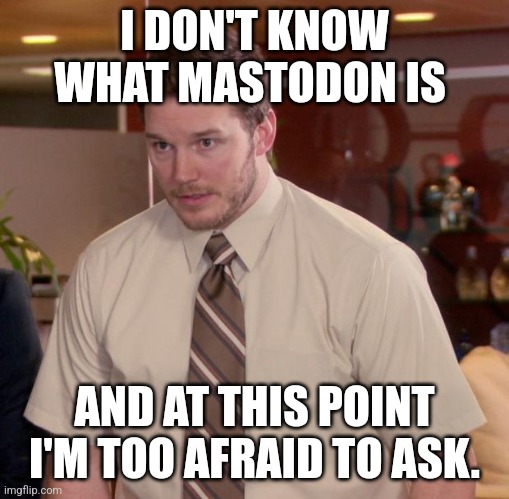 I DON'T KNOW
WHAT MASTODON IS
AND AT THIS POINT
I'M TOO AFRAID TO ASK.
imgflip.com